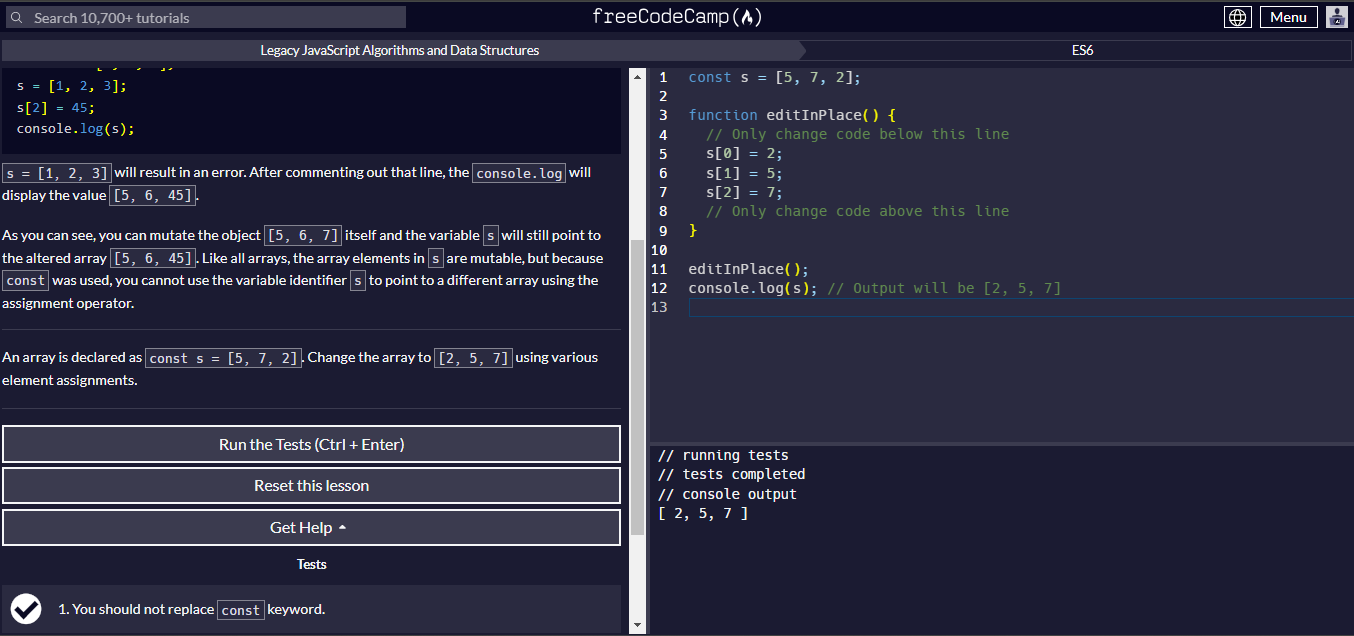 Search 10,700+ tutorials
freeCodeCamp
Menu
Legacy JavaScript Algorithms and Data Structures
ES6
s = [1, 2, 3];
s[2] = 45;
console.log(s);
s = [1, 2, 3] will result in an error. After commenting out that line, the console.log will
display the value [5, 6, 45].
As you can see, you can mutate the object [5, 6, 7] itself and the variable s will still point to
the altered array [5, 6, 45]. Like all arrays, the array elements in s are mutable, but because
const was used, you cannot use the variable identifier s to point to a different array using the
assignment operator.
An array is declared as const s = [5, 7, 2]. Change the array to [2, 5, 7] using various
element assignments.
Run the Tests (Ctrl + Enter)
Reset this lesson
Get Help
Tests
1. You should not replace const keyword.
1 const s = [5, 7, 2];
2
3 function editInPlace() {
4 // Only change code below this line
5 s[0] = 2;
6 s[1] = 5;
7 s[2] = 7;
8 // Only change code above this line
9 }
10
11 editInPlace();
12 console.log(s); // Output will be [2, 5, 7]
13
// running tests
// tests completed
// console output
[ 2, 5, 7 ]